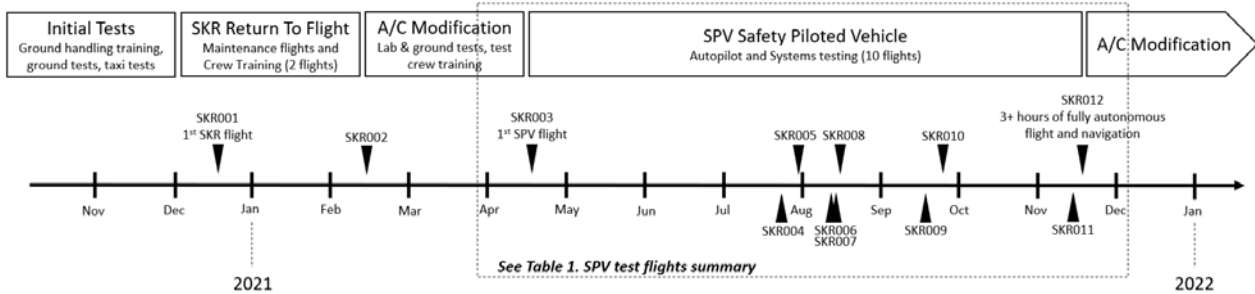 Initial Tests
Ground handling training,
ground tests, taxi tests
SKR Return To Flight
Maintenance flights and
Crew Training (2 flights)
A/C Modification
Lab & ground tests, test
crew training
SPV Safety Piloted Vehicle
Autopilot and Systems testing (10 flights)
A/C Modification
SKR001
1st SKR flight
SKR002
SKR003
1st SPV flight
SKR005
SKR008
SKR010
SKR012
3+ hours of fully autonomous
flight and navigation
Nov
Dec
Jan
Feb
Mar
Apr
May
Jun
Jul
Aug
Sep
Oct
Nov
Dec
Jan
SKR004
SKR006
SKR007
SKR009
SKR011
See Table 1. SPV test flights summary
2021
2022